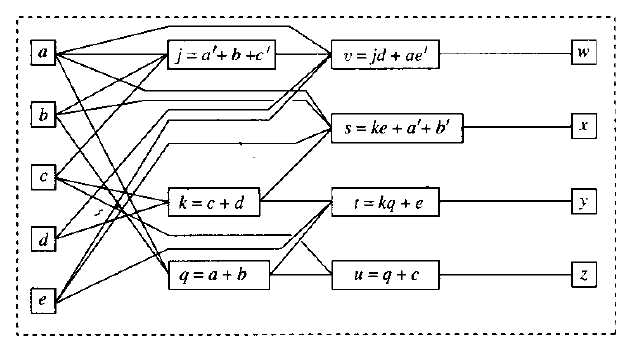 a j = a' + b + c' v = jd + ae' w
b s = ke + a' + b' x
c
k = c + d t = kq + e y
d
e q = a + b u = q + c z